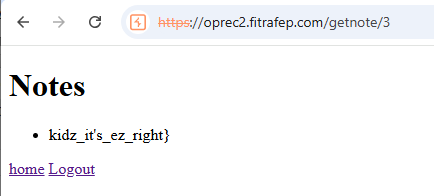 https://oprec2.fitrafep.com/getnote/3
Notes
• kidz_it's_ez_right}
home Logout